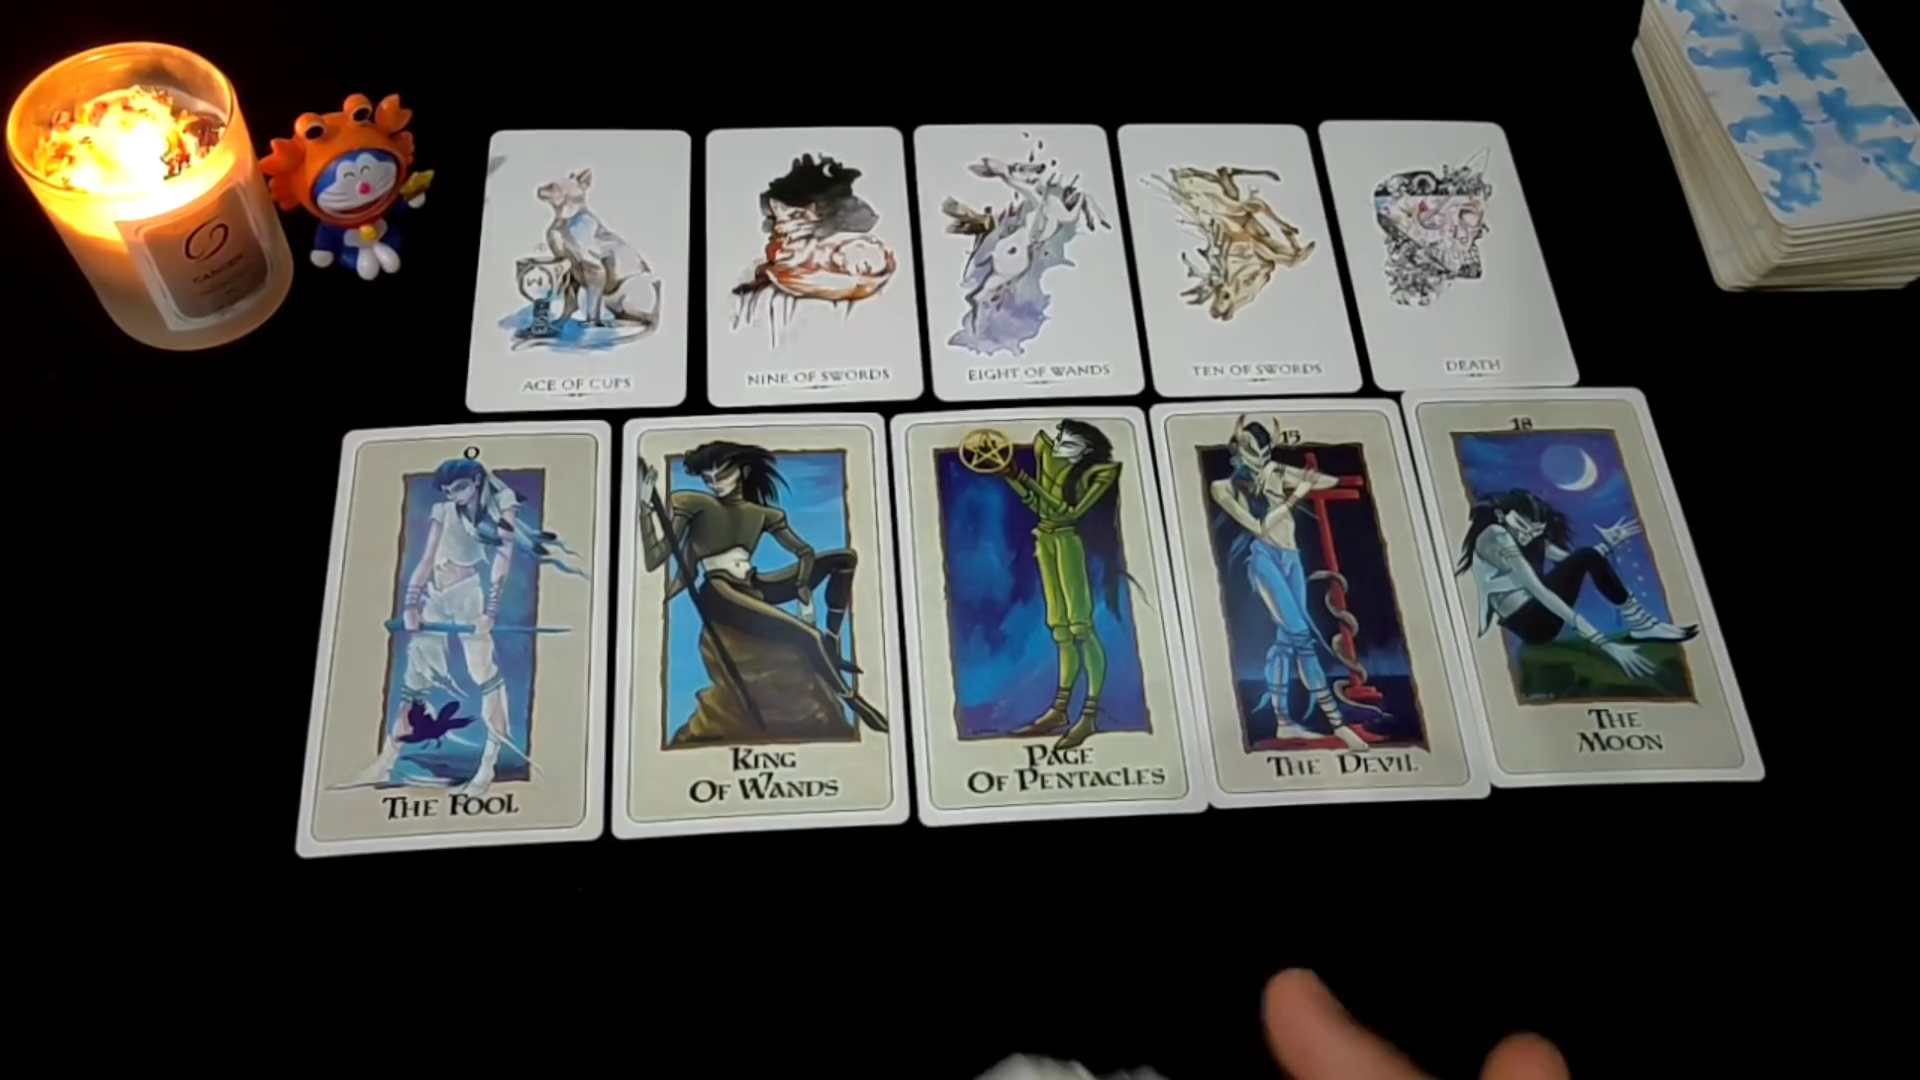 CANCER
ACE OF CUPS
NINE OF SWORDS
EIGHT OF WANDS
TEN OF SWORDS
DEATH
0
THE FOOL
KING
OF WANDS
PAGE
OF PENTACLES
15
THE DEVIL
18
THE
MOON